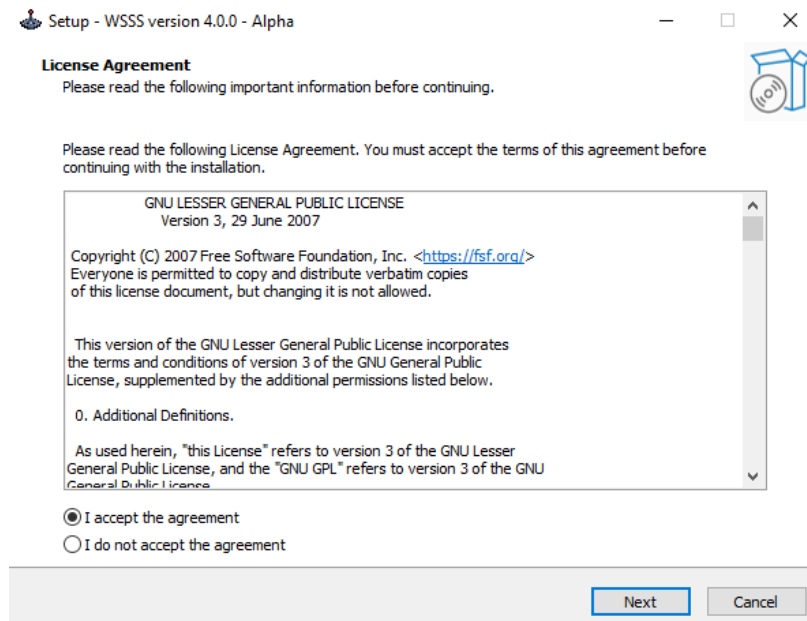 Setup - WSSS version 4.0.0 - Alpha
License Agreement
Please read the following important information before continuing.
Please read the following License Agreement. You must accept the terms of this agreement before
continuing with the installation.
GNU LESSER GENERAL PUBLIC LICENSE
Version 3, 29 June 2007
Copyright (C) 2007 Free Software Foundation, Inc. <https://fsf.org/>
Everyone is permitted to copy and distribute verbatim copies
of this license document, but changing it is not allowed.
This version of the GNU Lesser General Public License incorporates
the terms and conditions of version 3 of the GNU General Public
License, supplemented by the additional permissions listed below.
0. Additional Definitions.
As used herein, "this License" refers to version 3 of the GNU Lesser
General Public License, and the "GNU GPL" refers to version 3 of the GNU
General Public License
I accept the agreement
I do not accept the agreement
Next
Cancel